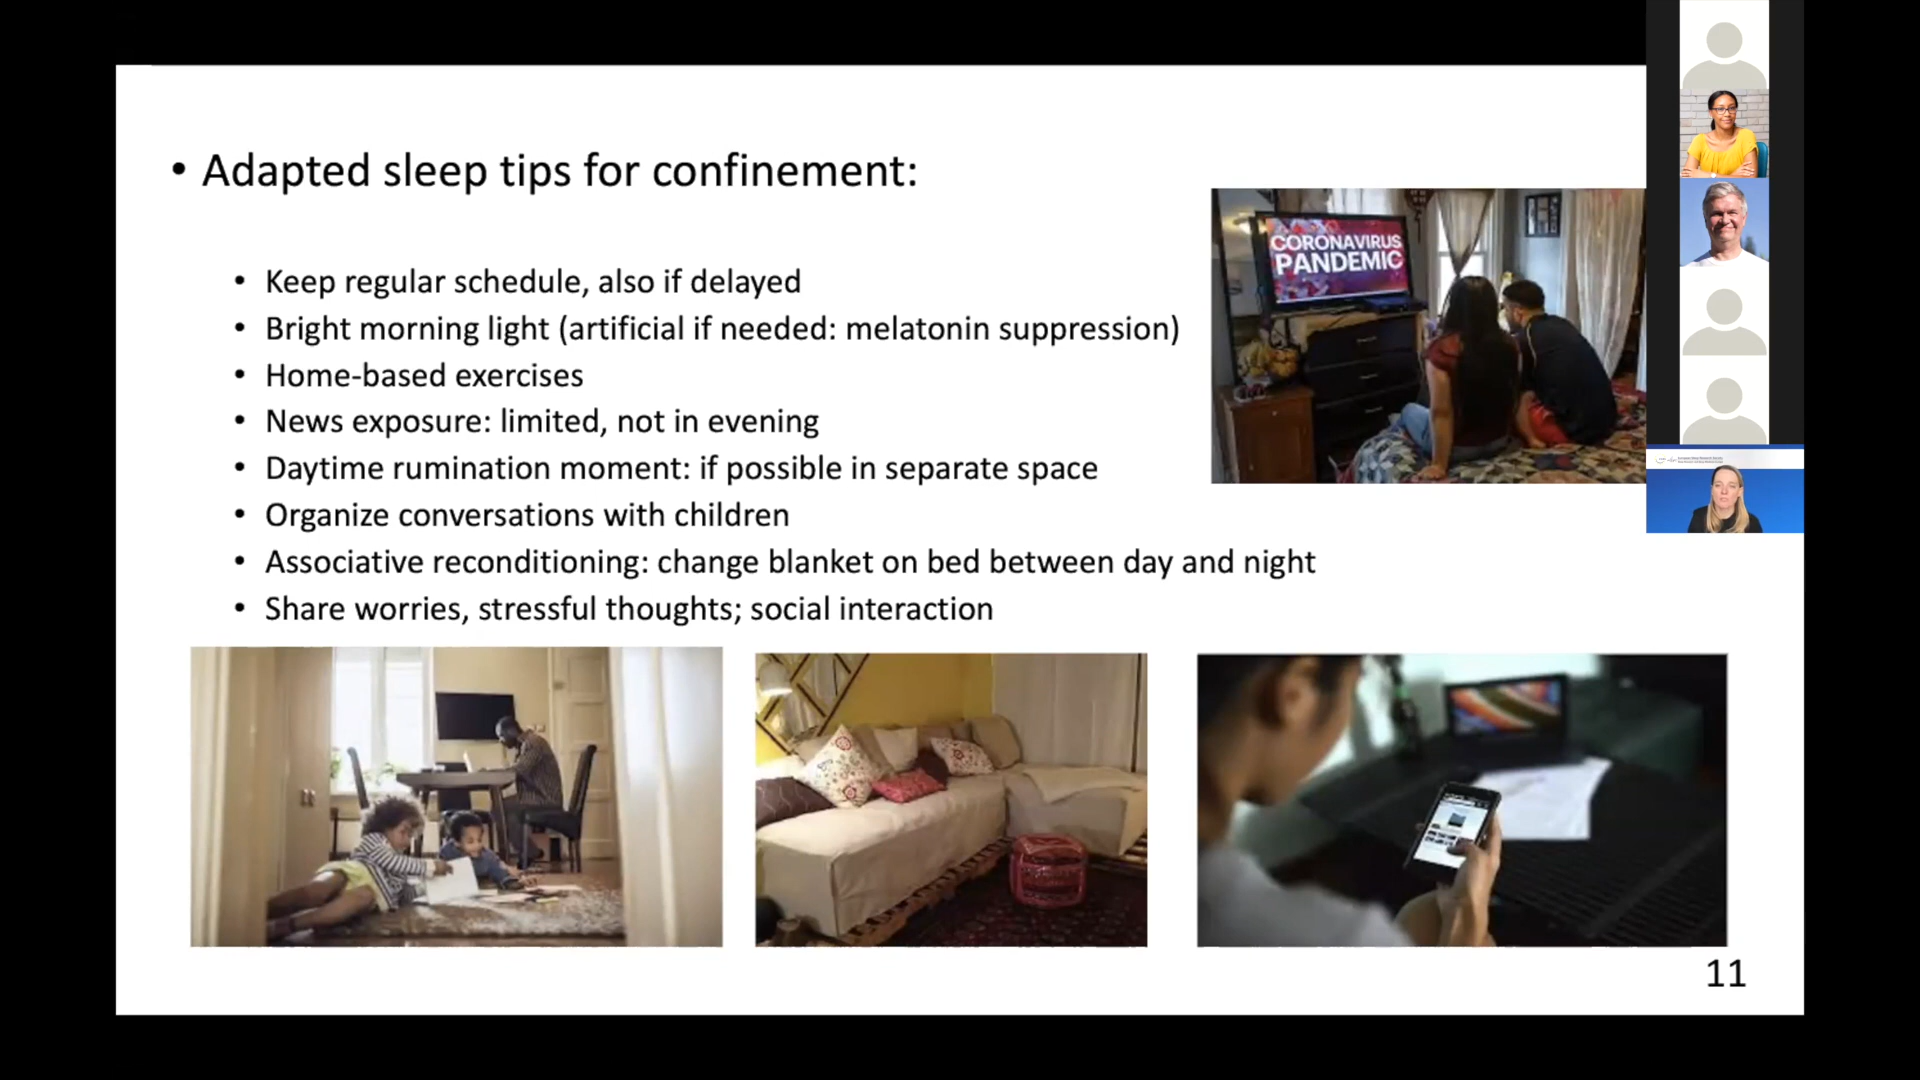 • Adapted sleep tips for confinement:
• Keep regular schedule, also if delayed
• Bright morning light (artificial if needed: melatonin suppression)
• Home-based exercises
• News exposure: limited, not in evening
• Daytime rumination moment: if possible in separate space
• Organize conversations with children
• Associative reconditioning: change blanket on bed between day and night
• Share worries, stressful thoughts; social interaction
CORONAVIRUS
PANDEMIC
11